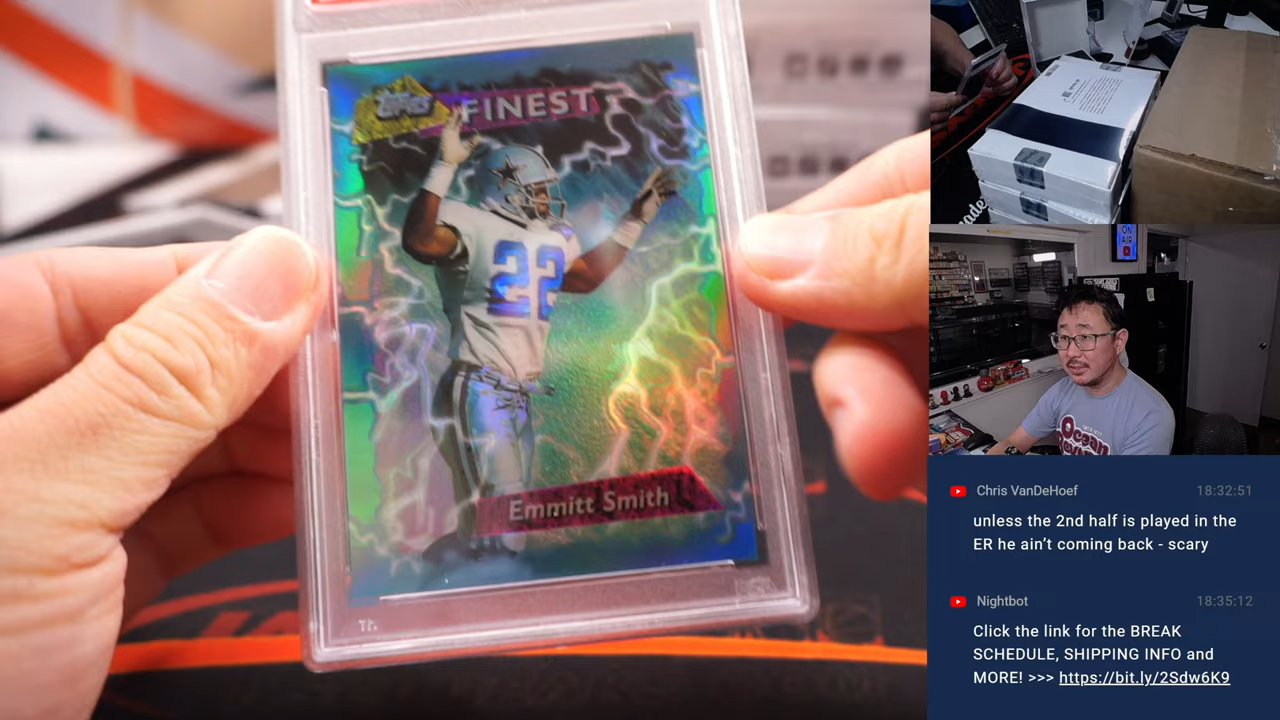 TOPPS FINEST
22
Emmitt Smith
ON
AIR
Ocean
Chris VanDeHoef 18:32:51
unless the 2nd half is played in the
ER he ain't coming back - scary
Nightbot 18:35:12
Click the link for the BREAK
SCHEDULE, SHIPPING INFO and
MORE! >>> https://bit.ly/2Sdw6K9